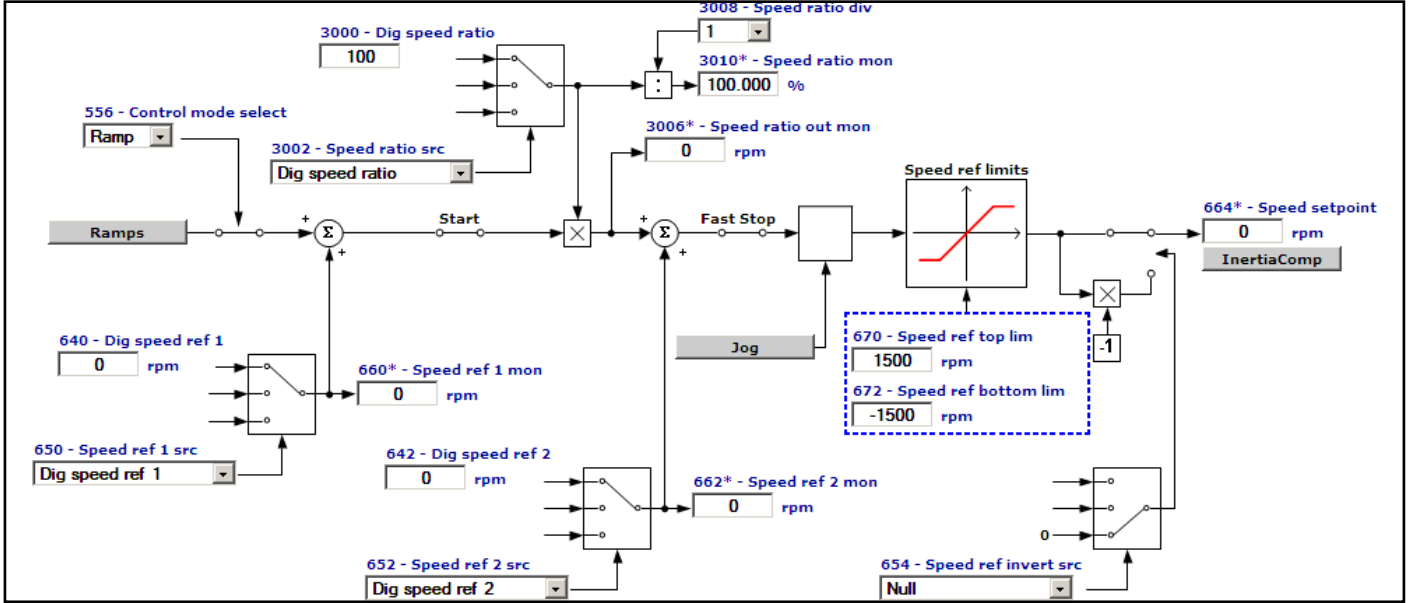 3008 - Speed ratio div
1
3000 - Dig speed ratio
100
3010* - Speed ratio mon
:
100.000 %
556 - Control mode select
Ramp
3006* - Speed ratio out mon
0 rpm
3002 - Speed ratio src
Dig speed ratio
Speed ref limits
Ramps
+
Σ
+
Start
×
+
Σ
+
Fast Stop
664* - Speed setpoint
0 rpm
InertiaComp
×
-1
Jog
670 - Speed ref top lim
1500 rpm
672 - Speed ref bottom lim
-1500 rpm
640 - Dig speed ref 1
0 rpm
660* - Speed ref 1 mon
0 rpm
650 - Speed ref 1 src
Dig speed ref 1
642 - Dig speed ref 2
0 rpm
662* - Speed ref 2 mon
0 rpm
652 - Speed ref 2 src
Dig speed ref 2
0
654 - Speed ref invert src
Null